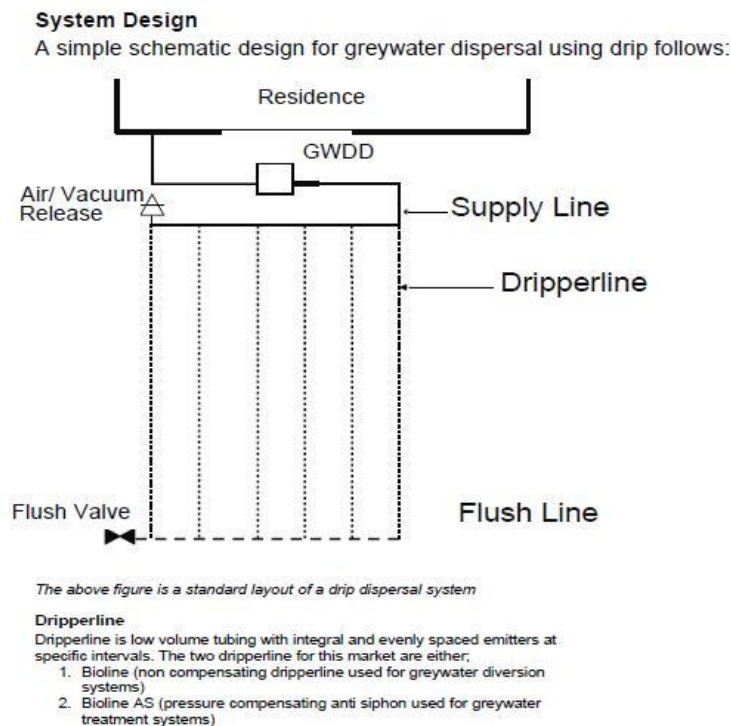 System Design
A simple schematic design for greywater dispersal using drip follows:
Residence
GWDD
Air/ Vacuum
Release
Supply Line
Dripperline
Flush Valve
Flush Line
The above figure is a standard layout of a drip dispersal system
Dripperline
Dripperline is low volume tubing with integral and evenly spaced emitters at
specific intervals. The two dripperline for this market are either;
1. Bioline (non compensating dripperline used for greywater diversion
systems)
2. Bioline AS (pressure compensating anti siphon used for greywater
treatment systems)